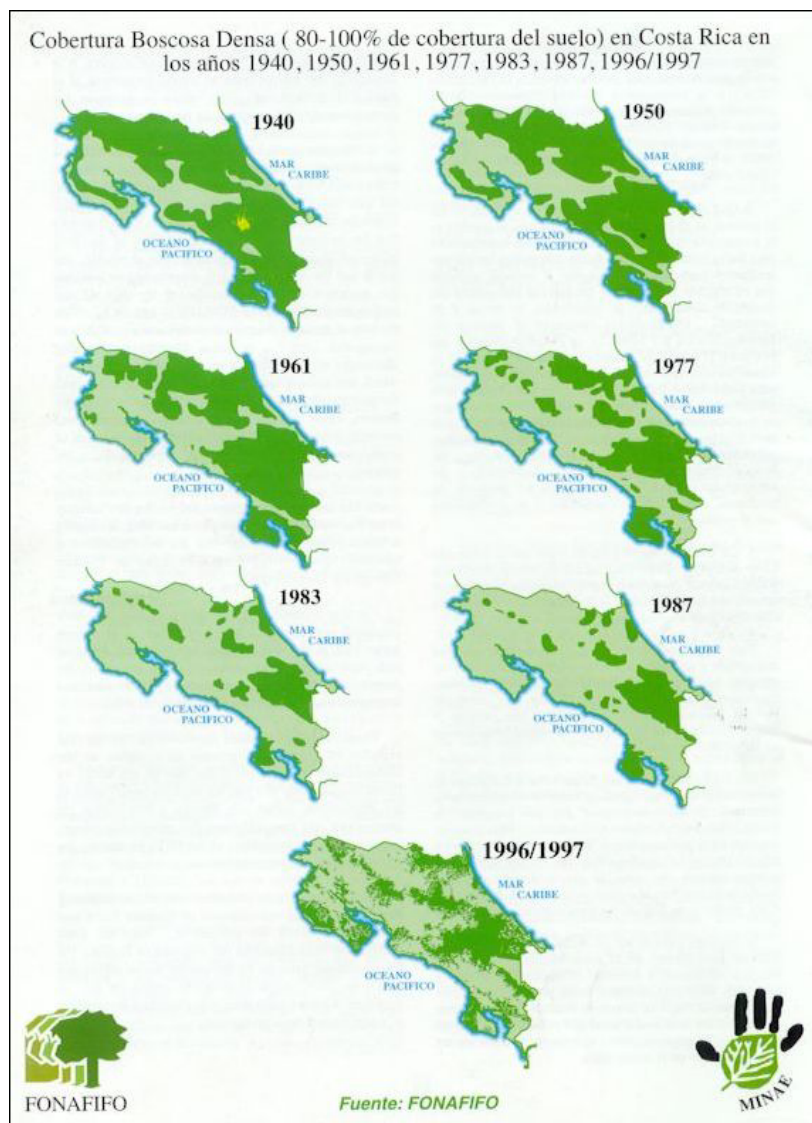 Cobertura Boscosa Densa ( 80-100% de cobertura del suelo) en Costa Rica en
los años 1940, 1950, 1961, 1977, 1983, 1987, 1996/1997
1940
MAR
CARIBE
OCEANO
PACIFICO
1950
MAR
CARIBE
OCEANO
PACIFICO
1961
MAR
CARIBE
OCEANO
PACIFICO
1977
MAR
CARIBE
OCEANO
PACIFICO
1983
MAR
CARIBE
OCEANO
PACIFICO
1987
MAR
CARIBE
OCEANO
PACIFICO
1996/1997
MAR
CARIBE
OCEANO
PACIFICO
FONAFIFO
Fuente: FONAFIFO
MINAE